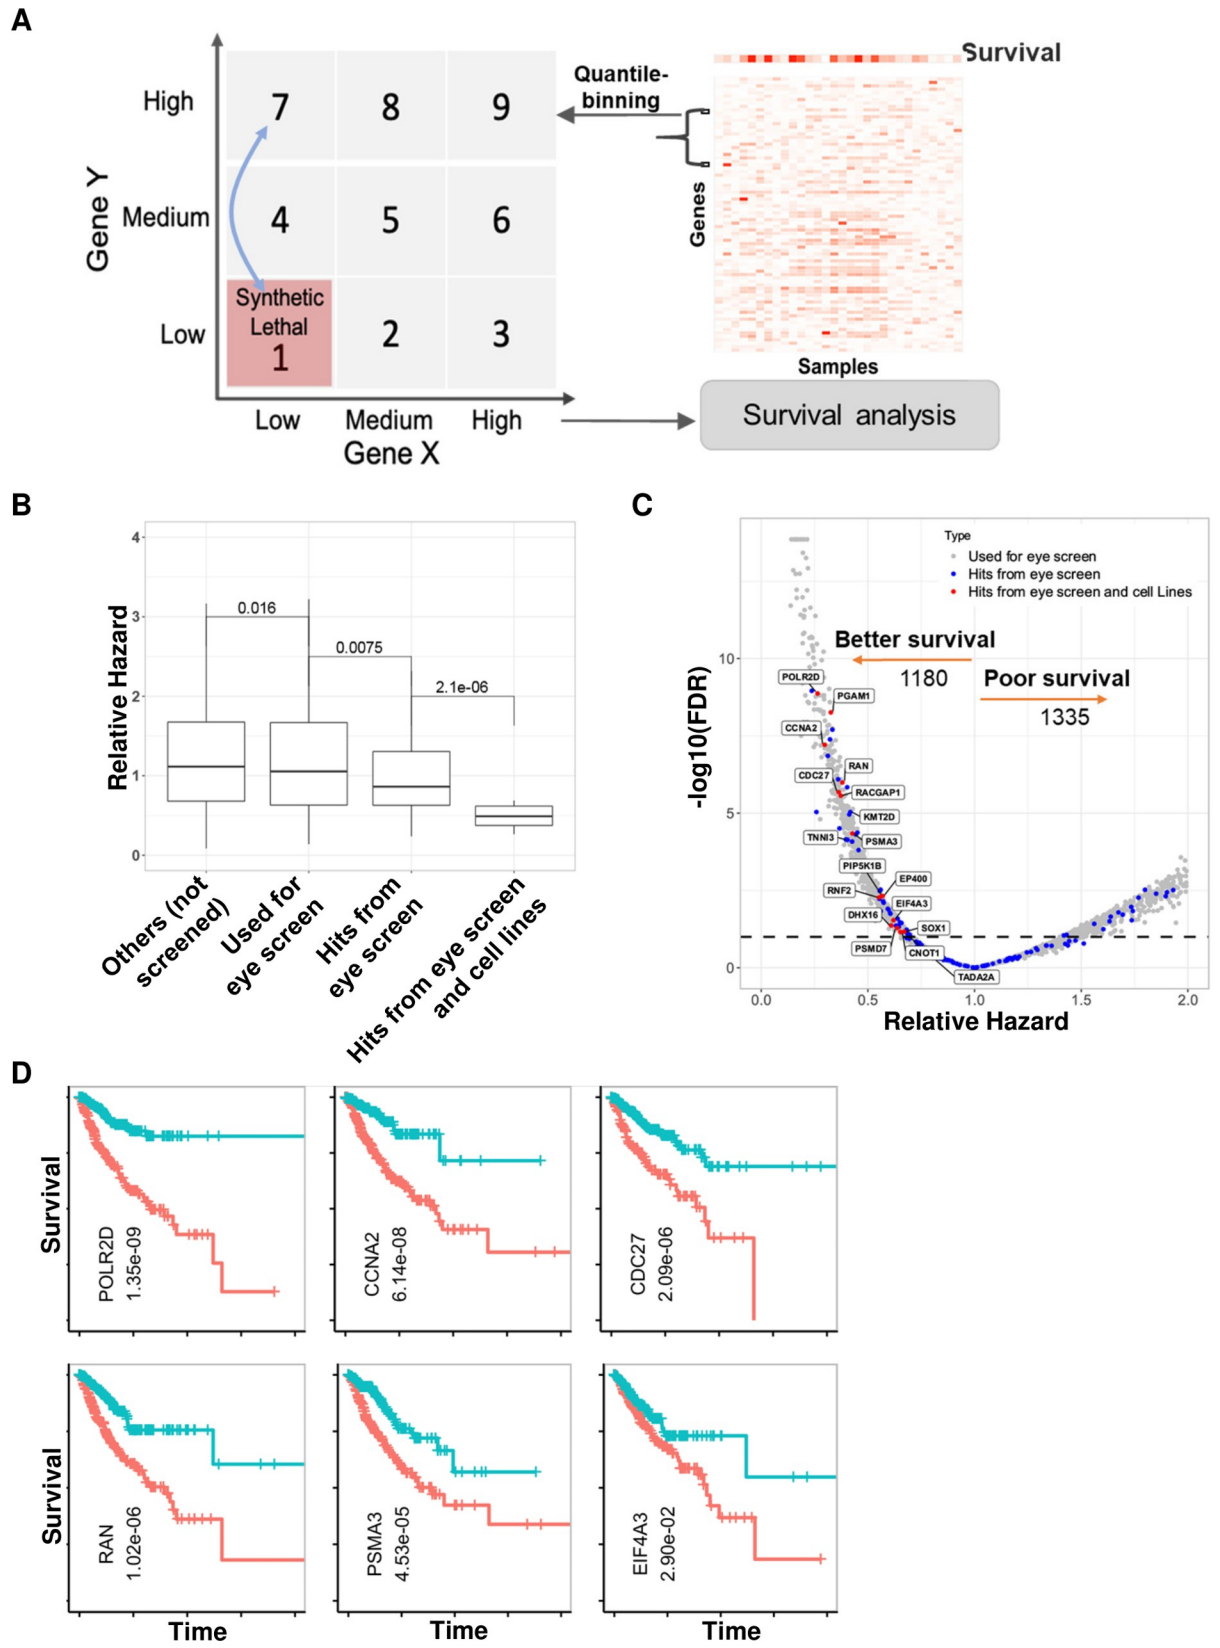 A
High
Medium
Low
Gene Y
7
8
9
4
5
6
Synthetic
Lethal
1
2
3
Low
Medium
High
Gene X
Quantile-
binning
Survival
Genes
Samples
Survival analysis
B
Relative Hazard
4
3
2
1
0
0.016
0.0075
2.1e-06
Others (not
screened)
Used for
eye screen
Hits from
eye screen
Hits from eye screen
and cell lines
C
-log10(FDR)
10
5
0
Type
Used for eye screen
Hits from eye screen
Hits from eye screen and cell Lines
Better survival
1180
Poor survival
1335
POLR2D
PGAM1
CCNA2
RAN
CDC27
RACGAP1
KMT2D
TNNI3
PSMA3
PIP5K1B
EP400
RNF2
EIF4A3
DHX16
SOX1
PSMD7
CNOT1
TADA2A
0.0
0.5
1.0
1.5
2.0
Relative Hazard
D
Survival
POLR2D
1.35e-09
CCNA2
6.14e-08
CDC27
2.09e-06
Survival
RAN
1.02e-06
PSMA3
4.53e-05
EIF4A3
2.90e-02
Time
Time
Time